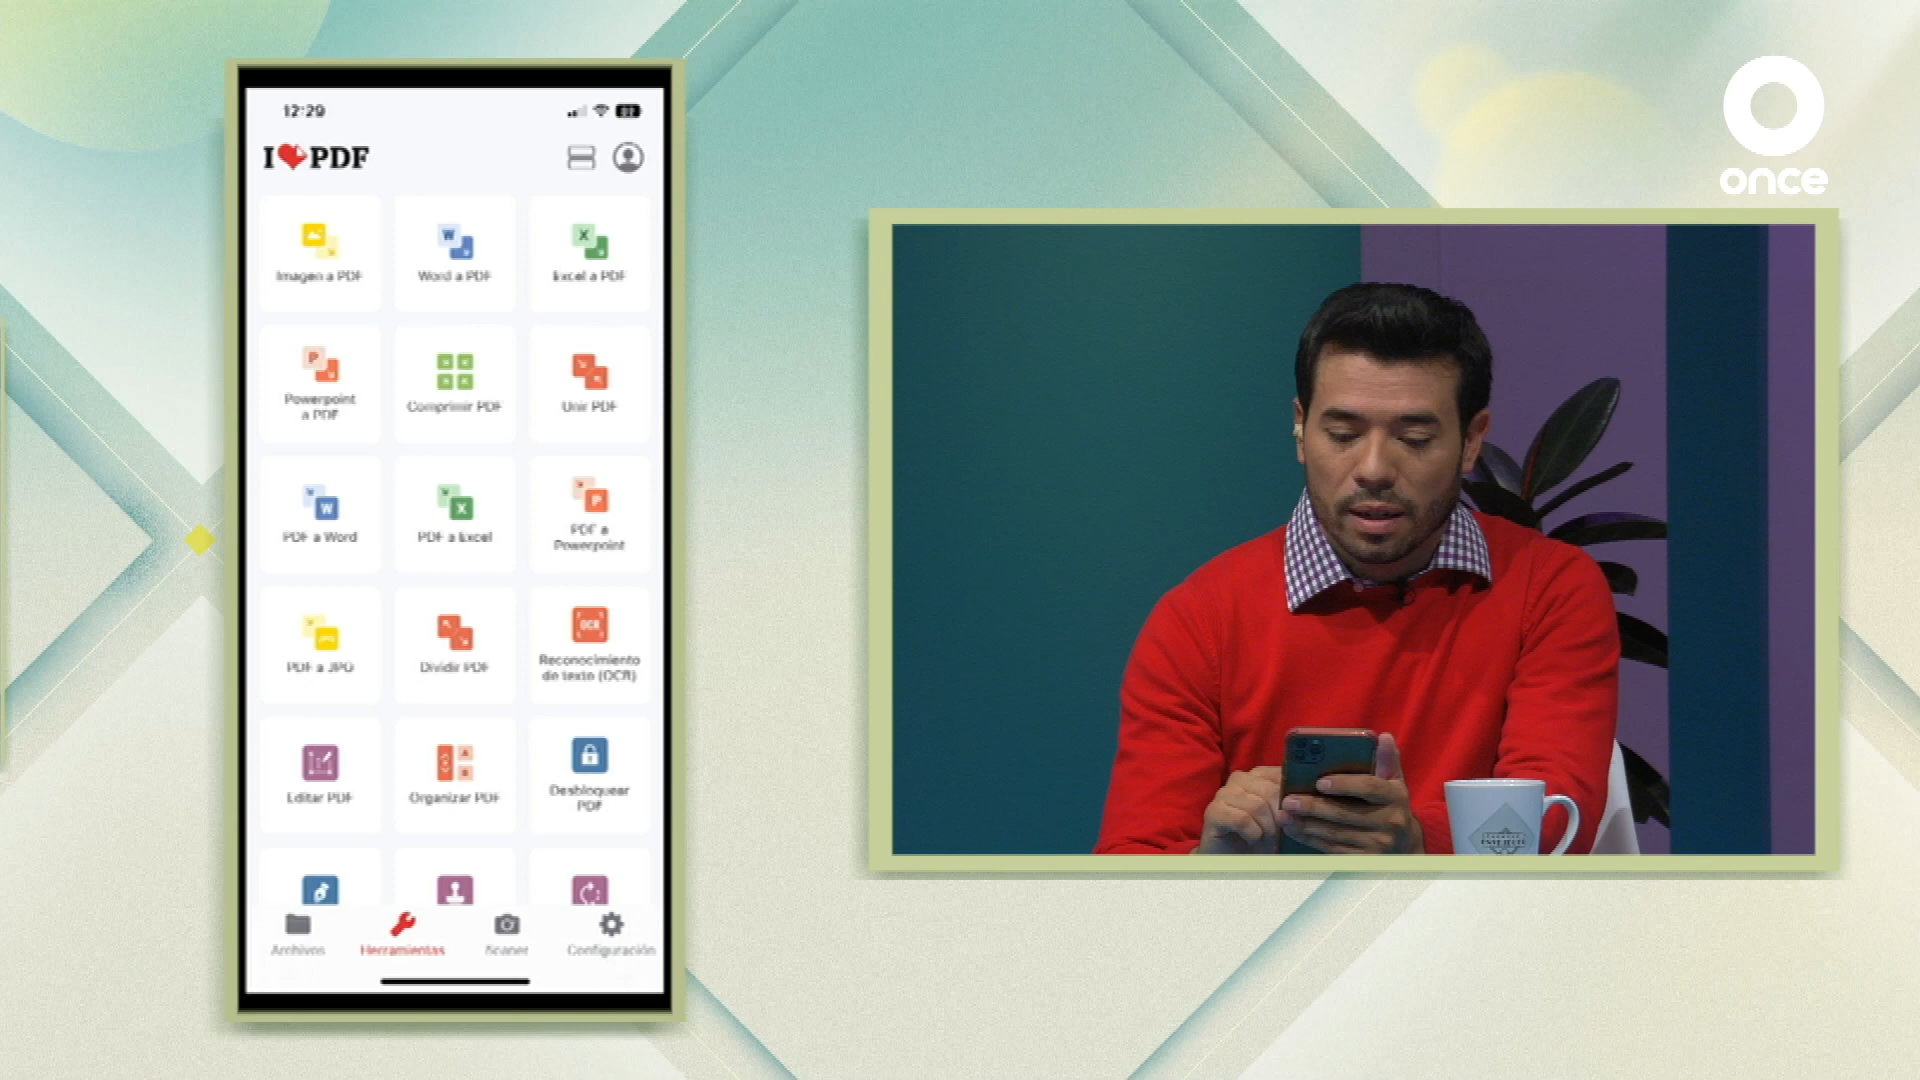 12:29
I PDF
Imagen a PDF
Word a PDF
Excel a PDF
Powerpoint
a PDF
Comprimir PDF
Unir PDF
PDF a Word
PDF a Excel
PDF a
Powerpoint
PDF a JPG
Dividir PDF
OCR
Reconocimiento
de texto (OCR)
Editar PDF
Organizar PDF
Desbloquear
PDF
Archivos
Herramientas
Scaner
Configuración
once